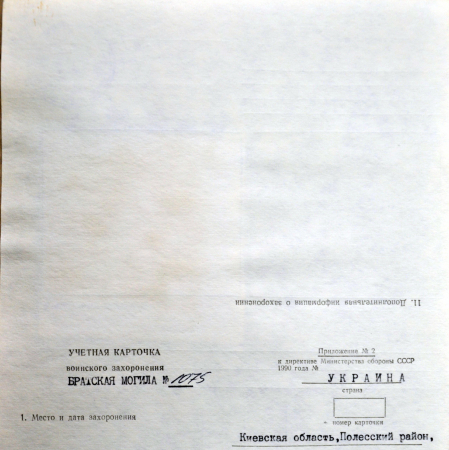 11. Дополнительная информация о захоронении
УЧЕТНАЯ КАРТОЧКА
воинского захоронения
БРАТСКАЯ МОГИЛА № 1075
Приложение № 2
к директиве Министерства обороны СССР
1990 года №
УКРАИНА
страна
номер карточки
1. Место и дата захоронения
Киевская область,Полесский район,